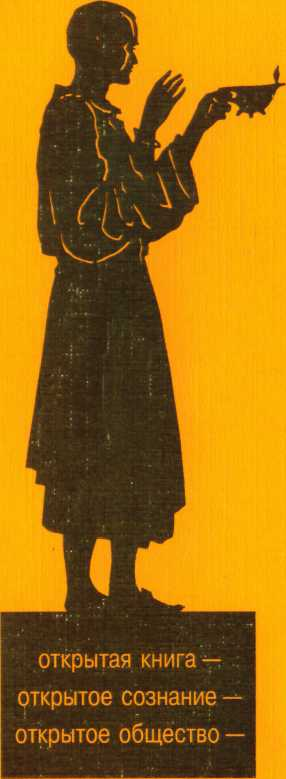 открытая книга —
открытое сознание —
открытое общество —